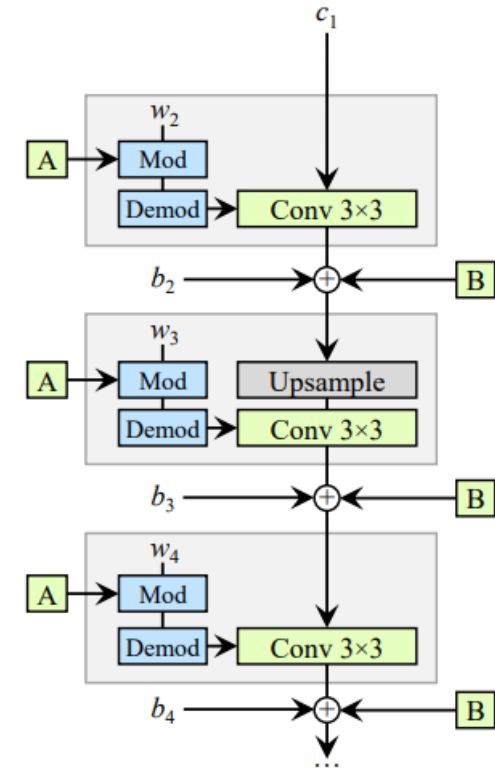 c₁
w₂
A Mod
Demod Conv 3×3
b₂ + B
w₃
A Mod Upsample
Demod Conv 3×3
b₃ + B
w₄
A Mod
Demod Conv 3×3
b₄ + B
...